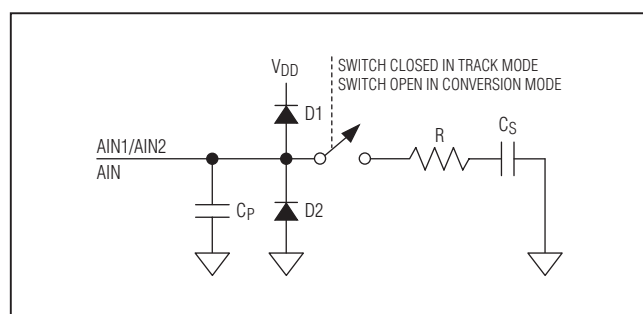 SWITCH CLOSED IN TRACK MODE
SWITCH OPEN IN CONVERSION MODE
VDD
D1
AIN1/AIN2
AIN
R
CS
CP
D2